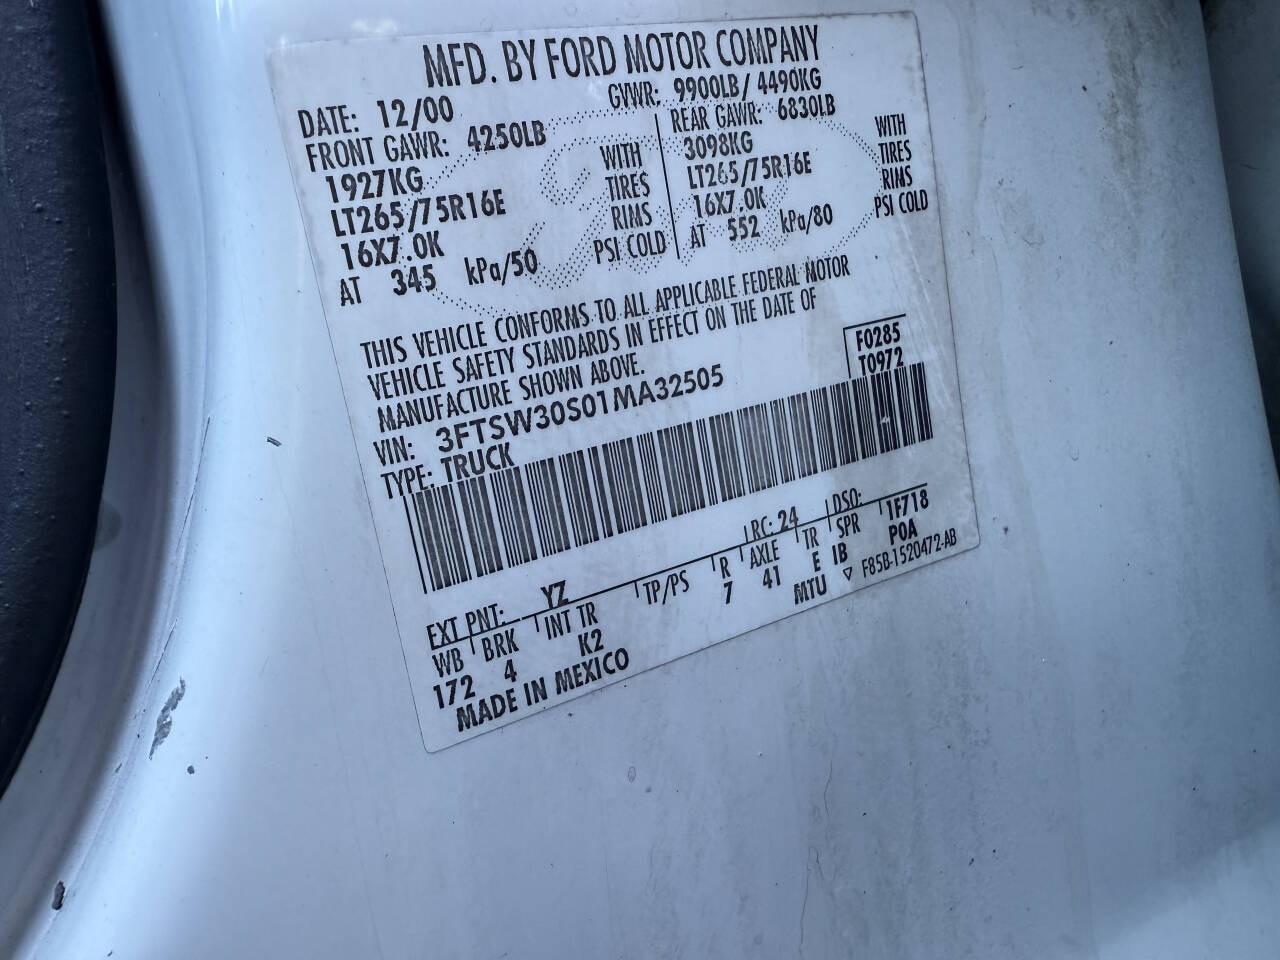 MFD. BY FORD MOTOR COMPANY
DATE: 12/00 GVWR: 9900LB/ 4490KG
FRONT GAWR: 4250LB REAR GAWR: 6830LB
1927KG WITH 3098KG WITH
LT265/75R16E TIRES LT265/75R16E TIRES
16X7.0K RIMS 16X7.0K RIMS
AT 345 kPa/50 PSI COLD AT 552 kPa/80 PSI COLD
THIS VEHICLE CONFORMS TO ALL APPLICABLE FEDERAL MOTOR
VEHICLE SAFETY STANDARDS IN EFFECT ON THE DATE OF
MANUFACTURE SHOWN ABOVE.
F0285
T0972
VIN: 3FTSW30S01MA32505
TYPE: TRUCK
EXT PNT: YZ RC: 24 DSO: 1F718
WB BRK INT TR TP/PS R AXLE TR SPR
172 4 K2 7 41 E IB P0A
MADE IN MEXICO MTU F85B-1520472-AB